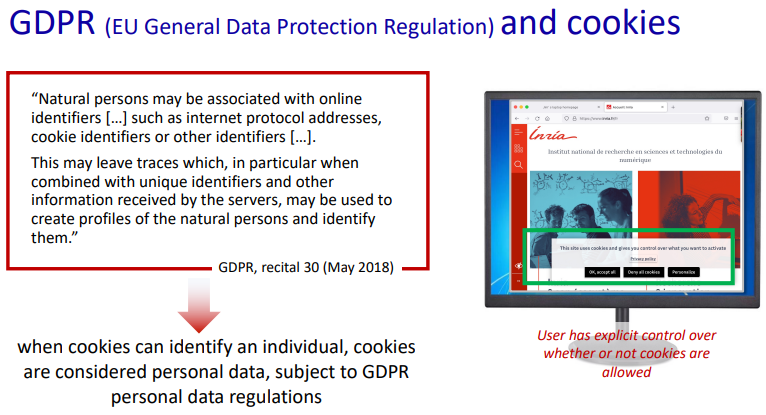 GDPR (EU General Data Protection Regulation) and cookies
“Natural persons may be associated with online
identifiers […] such as internet protocol addresses,
cookie identifiers or other identifiers […].
This may leave traces which, in particular when
combined with unique identifiers and other
information received by the servers, may be used to
create profiles of the natural persons and identify
them.”
GDPR, recital 30 (May 2018)
when cookies can identify an individual, cookies
are considered personal data, subject to GDPR
personal data regulations
Inria
Institut national de recherche en sciences et technologies du
numérique
This site uses cookies and gives you control over what you want to activate
Privacy policy
OK, accept all
Deny all cookies
Personalize
User has explicit control over
whether or not cookies are
allowed